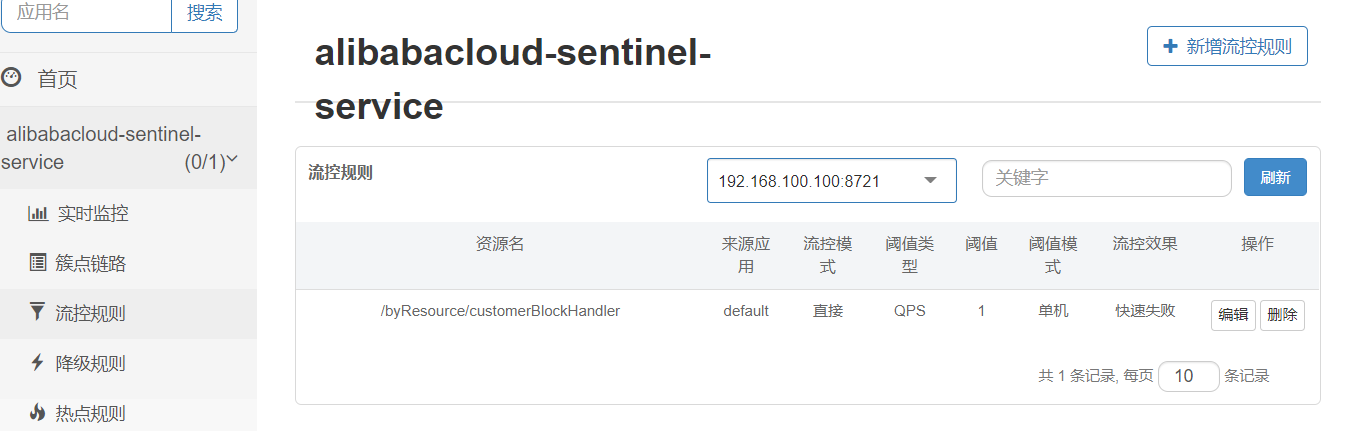 应用名 搜索
首页
alibabacloud-sentinel-
service (0/1)
实时监控
簇点链路
流控规则
降级规则
热点规则
alibabacloud-sentinel-
service
新增流控规则
流控规则 192.168.100.100:8721 关键字 刷新
资源名 来源应用 流控模式 阈值类型 阈值 阈值模式 流控效果 操作
/byResource/customerBlockHandler default 直接 QPS 1 单机 快速失败 编辑 删除
共 1 条记录, 每页 10 条记录